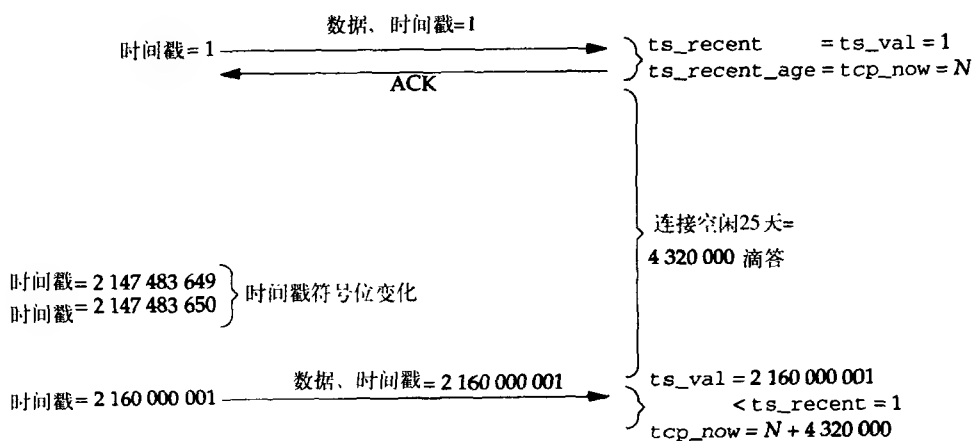 数据、时间戳=1
时间戳=1
ts_recent =ts_val=1
ts_recent_age=tcp_now=N
ACK
连接空闲25天=
4 320 000 滴答
时间戳=2 147 483 649
时间戳=2 147 483 650
时间戳符号位变化
数据、时间戳=2 160 000 001
时间戳=2 160 000 001
ts_val=2 160 000 001
<ts_recent=1
tcp_now=N+4 320 000